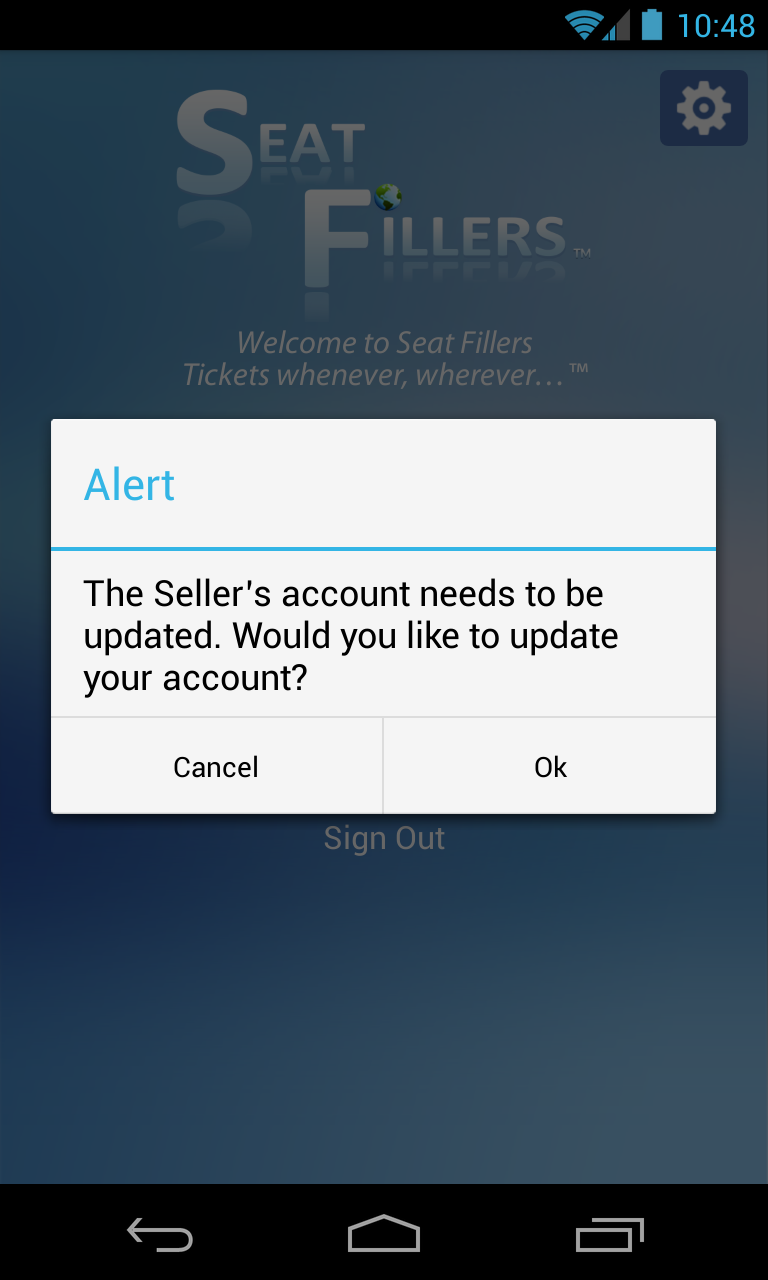 10:48
SEAT
FILLERS™
Welcome to Seat Fillers
Tickets whenever, wherever...™
Alert
The Seller's account needs to be
updated. Would you like to update
your account?
Cancel Ok
Sign Out